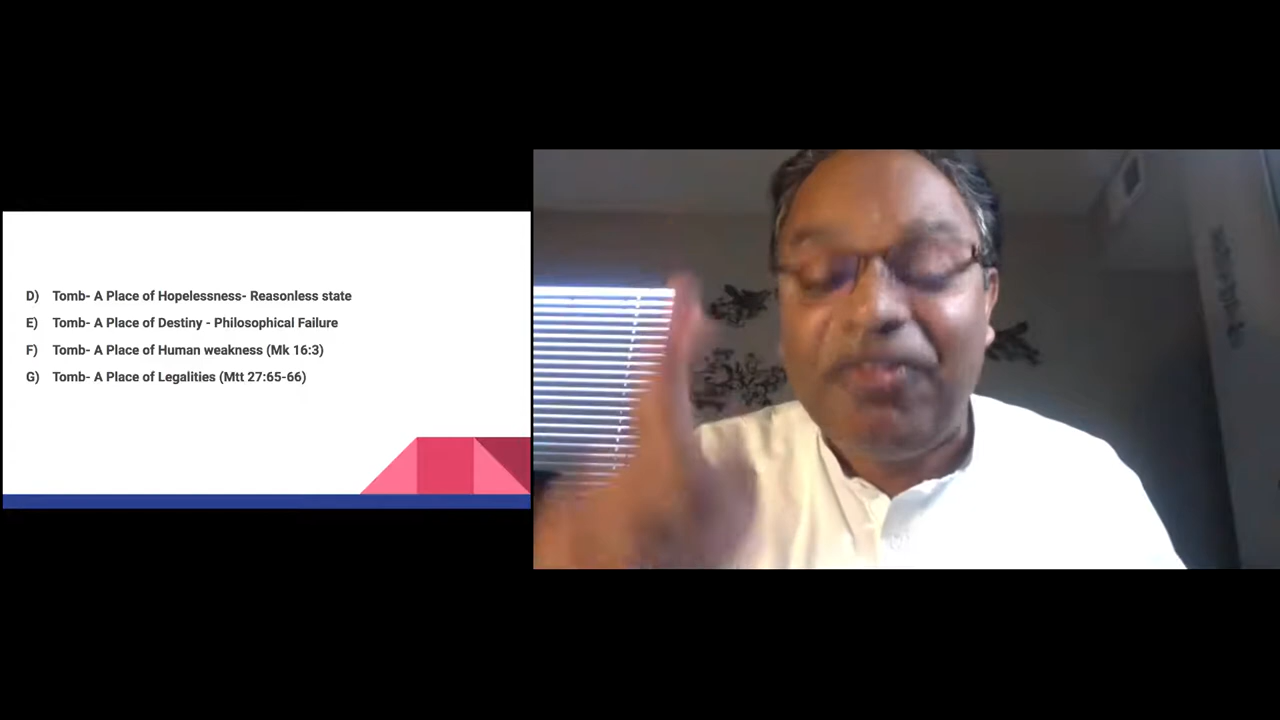 D) Tomb- A Place of Hopelessness- Reasonless state
E) Tomb- A Place of Destiny - Philosophical Failure
F) Tomb- A Place of Human weakness (Mk 16:3)
G) Tomb- A Place of Legalities (Mtt 27:65-66)